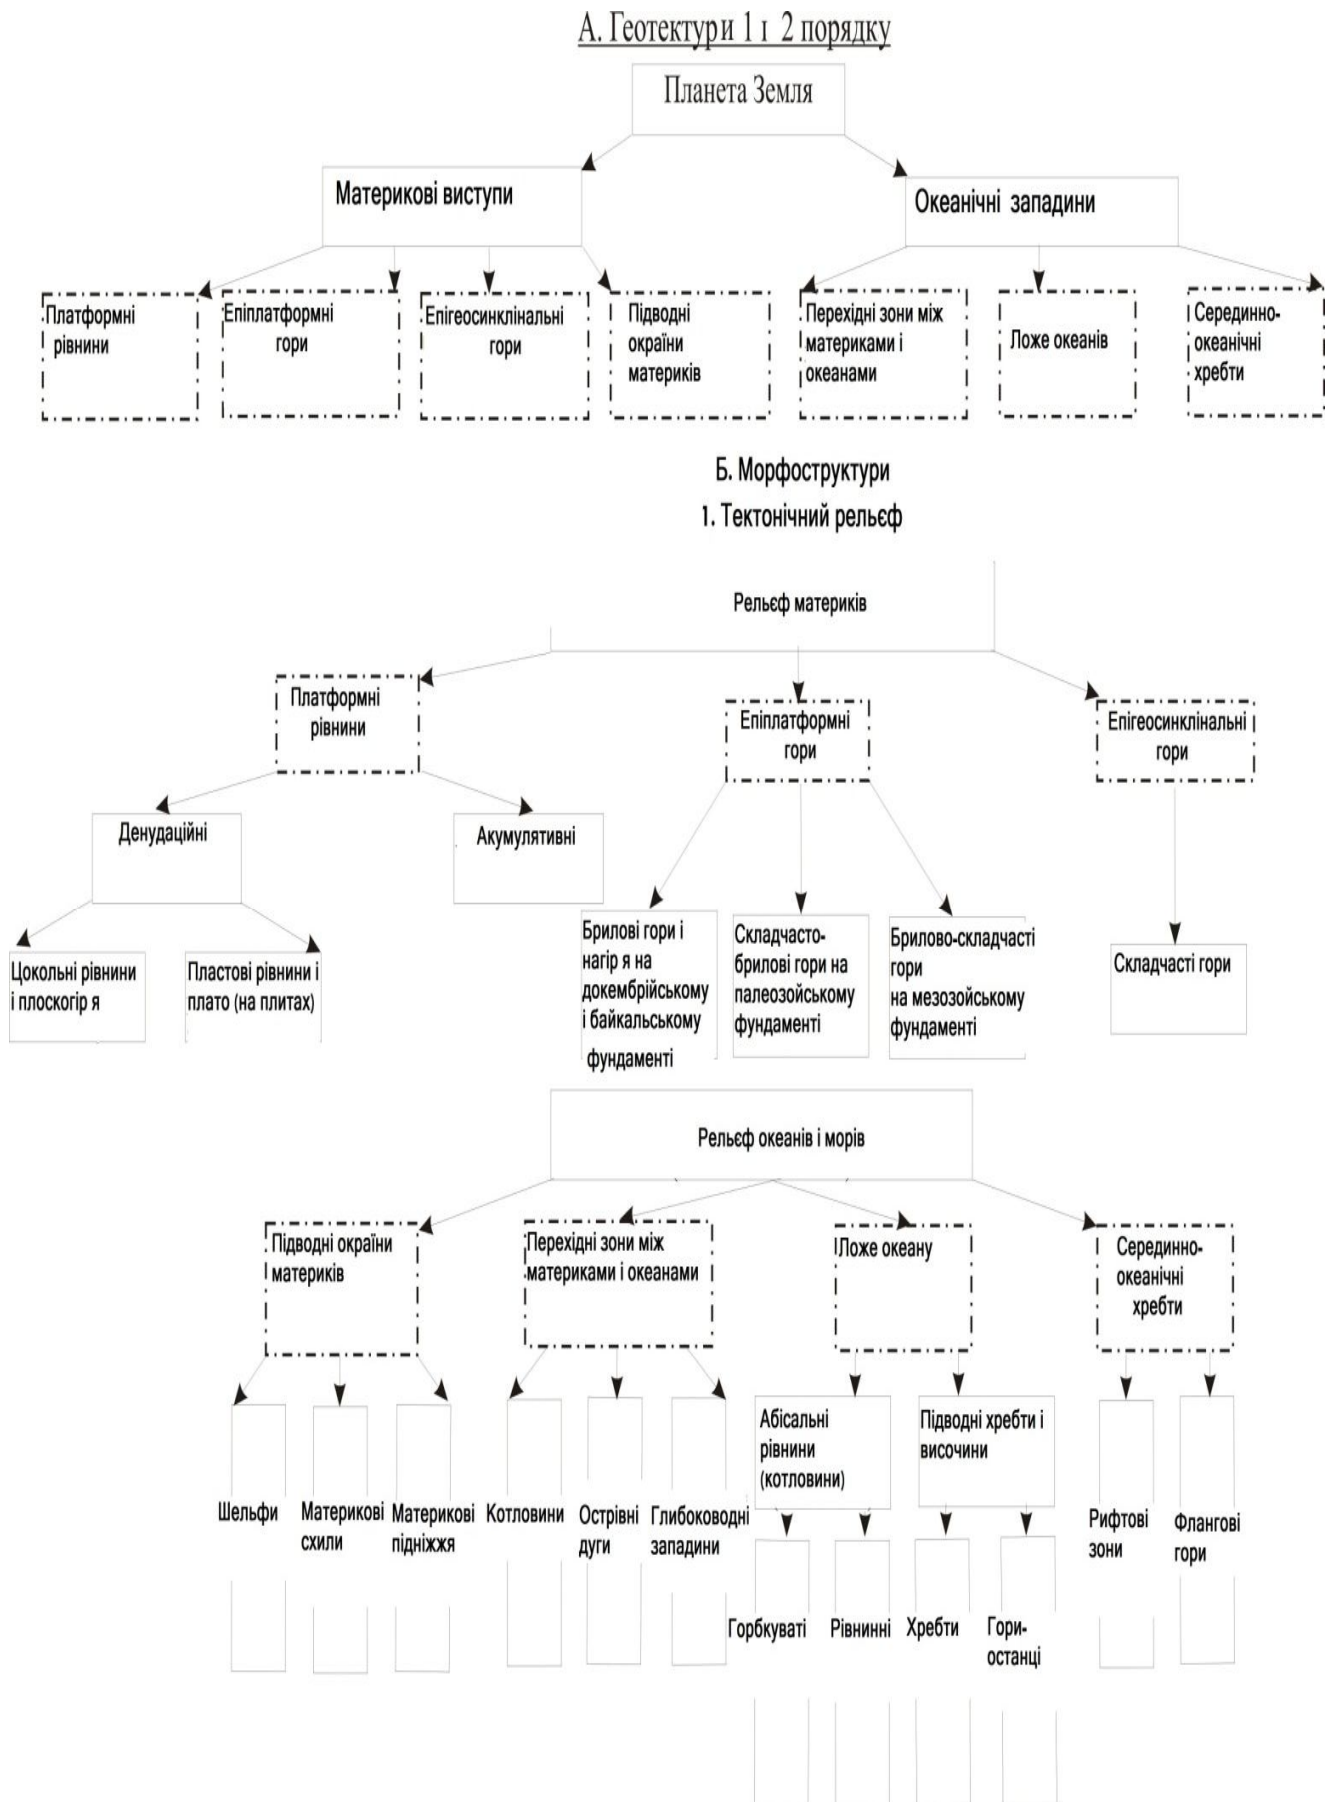 А. Геотектури 1 і 2 порядку
Планета Земля
Материкові виступи
Океанічні западини
Платформні
рівнини
Епіплатформні
гори
Епігеосинклінальні
гори
Підводні
окраїни
материків
Перехідні зони між
материками і
океанами
Ложе океанів
Серединно-
океанічні
хребти
Б. Морфоструктури
1. Тектонічний рельєф
Рельєф материків
Платформні
рівнини
Епіплатформні
гори
Епігеосинклінальні
гори
Денудаційні
Акумулятивні
Цокольні рівнини
і плоскогір я
Пластові рівнини і
плато (на плитах)
Брилові гори і
нагір я на
докембрійському
і байкальському
фундаменті
Складчасто-
брилові гори на
палеозойському
фундаменті
Брилово-складчасті
гори
на мезозойському
фундаменті
Складчасті гори
Рельєф океанів і морів
Підводні окраїни
материків
Перехідні зони між
материками і океанами
Ложе океану
Серединно-
океанічні
хребти
Шельфи
Материкові
схили
Материкові
підніжжя
Котловини
Острівні
дуги
Глибоководні
западини
Абісальні
рівнини
(котловини)
Підводні хребти і
височини
Рифтові
зони
Флангові
гори
Горбкуваті
Рівнинні
Хребти
Гори-
останці